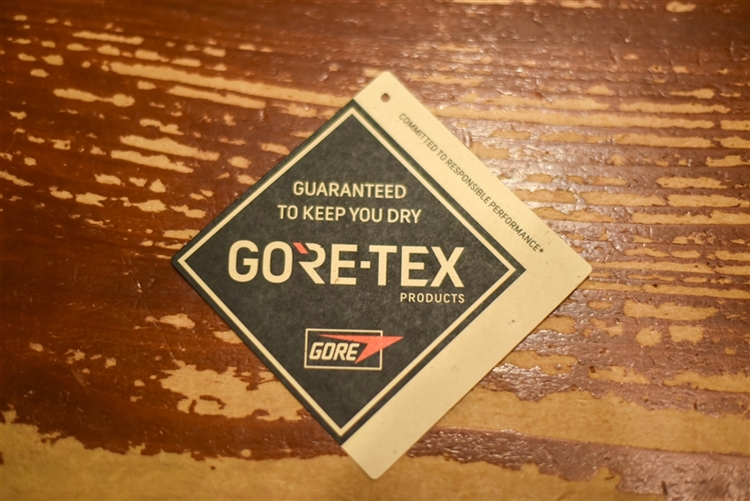 COMMITTED TO RESPONSIBLE PERFORMANCE*
GUARANTEED
TO KEEP YOU DRY
GORE-TEX
PRODUCTS
GORE